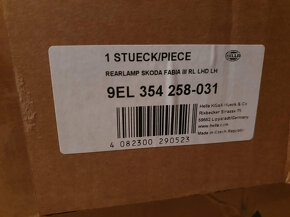 1 STUECK/PIECE
HELLA
REARLAMP SKODA FABIA III RL LHD LH
9EL 354 258-031
Hella KGaA Hueck & Co
Rixbecker Strasse 75
59552 Lippstadt/Germany
www.hella.com
Made in Czech Republic
4 082300 290523